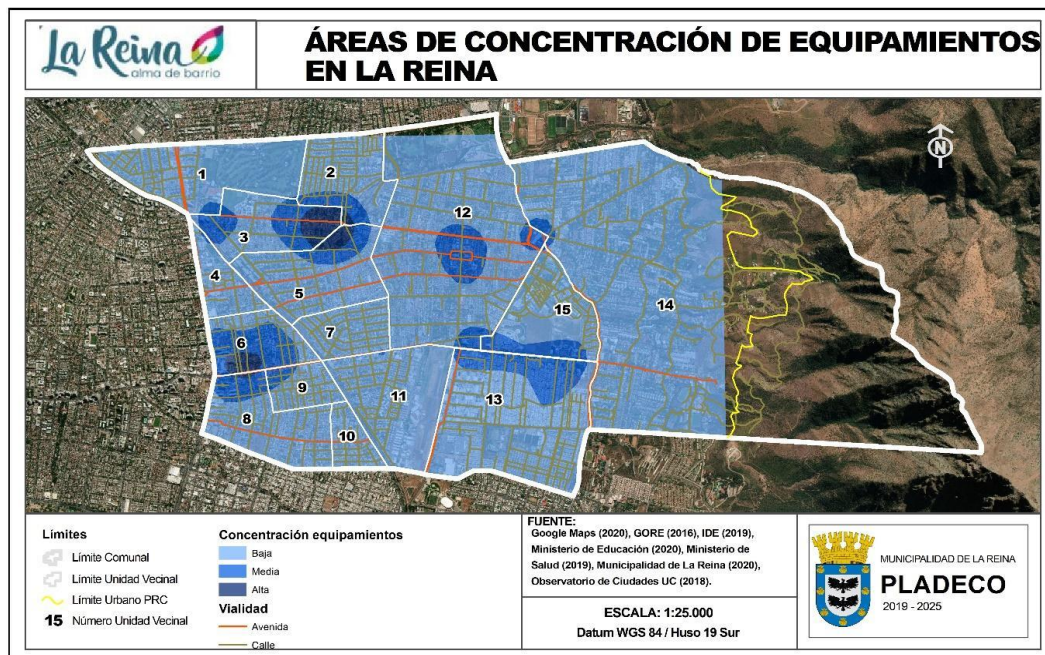 La Reina
alma de barrio
ÁREAS DE CONCENTRACIÓN DE EQUIPAMIENTOS
EN LA REINA
N
1
2
3
12
4
5
15
14
7
6
9
11
13
8
10
Límites
Límite Comunal
Límite Unidad Vecinal
Límite Urbano PRC
15 Número Unidad Vecinal
Concentración equipamientos
Baja
Media
Alta
Vialidad
Avenida
Calle
FUENTE:
Google Maps (2020), GORE (2016), IDE (2019),
Ministerio de Educación (2020), Ministerio de
Salud (2019), Municipalidad de La Reina (2020),
Observatorio de Ciudades UC (2018).
ESCALA: 1:25.000
Datum WGS 84 / Huso 19 Sur
MUNICIPALIDAD DE LA REINA
PLADECO
2019 - 2025